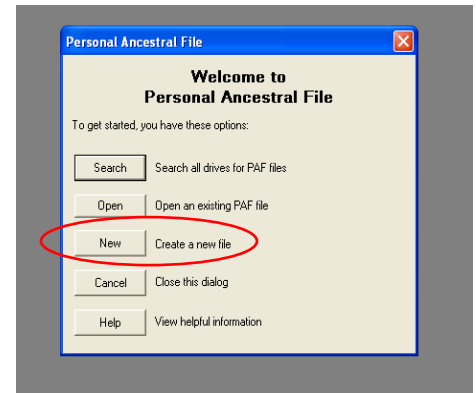 Personal Ancestral File
Welcome to
Personal Ancestral File
To get started, you have these options:
Search Search all drives for PAF files
Open Open an existing PAF file
New Create a new file
Cancel Close this dialog
Help View helpful information